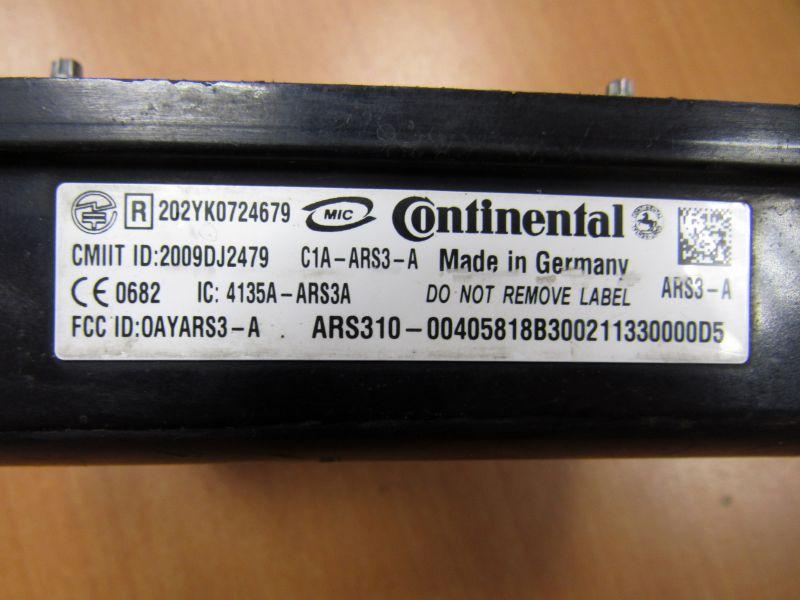 R 202YK0724679 MIC Continental
CMIIT ID:2009DJ2479 C1A-ARS3-A Made in Germany
CE 0682 IC: 4135A-ARS3A DO NOT REMOVE LABEL ARS3-A
FCC ID:OAYARS3-A ARS310-00405818B300211330000D5